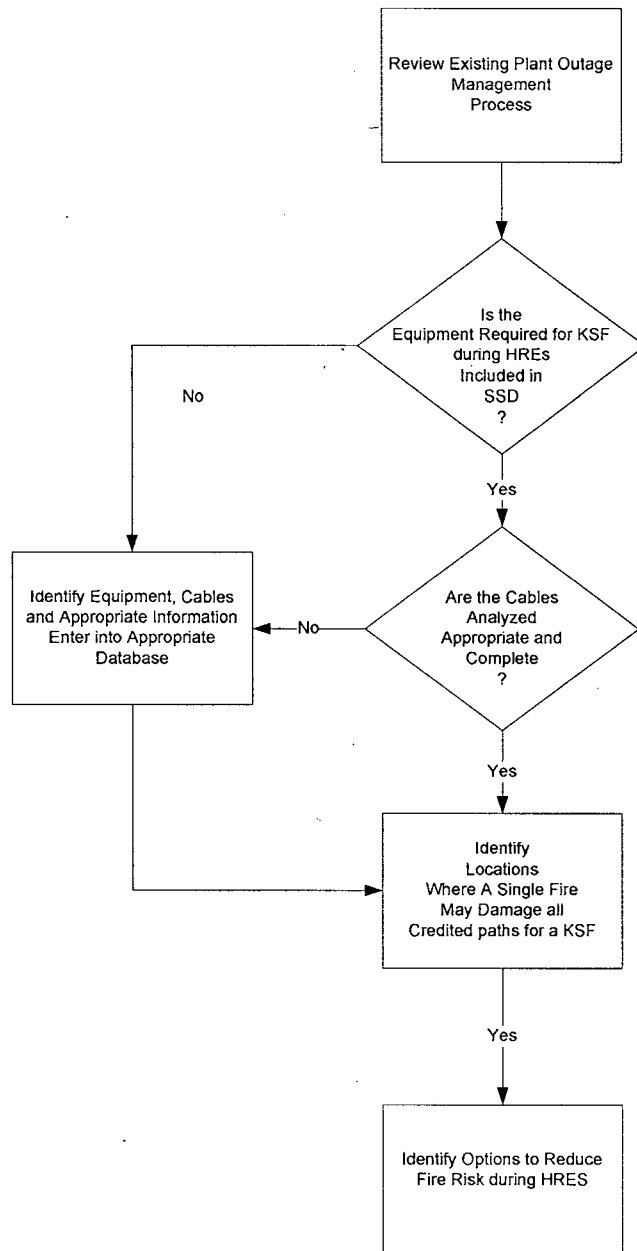 Review Existing Plant Outage
Management
Process
Is the
Equipment Required for KSF
during HREs
Included in
SSD
?
No
Yes
Identify Equipment, Cables
and Appropriate Information
Enter into Appropriate
Database
No
Are the Cables
Analyzed
Appropriate and
Complete
?
Yes
Identify
Locations
Where A Single Fire
May Damage all
Credited paths for a KSF
Yes
Identify Options to Reduce
Fire Risk during HRES